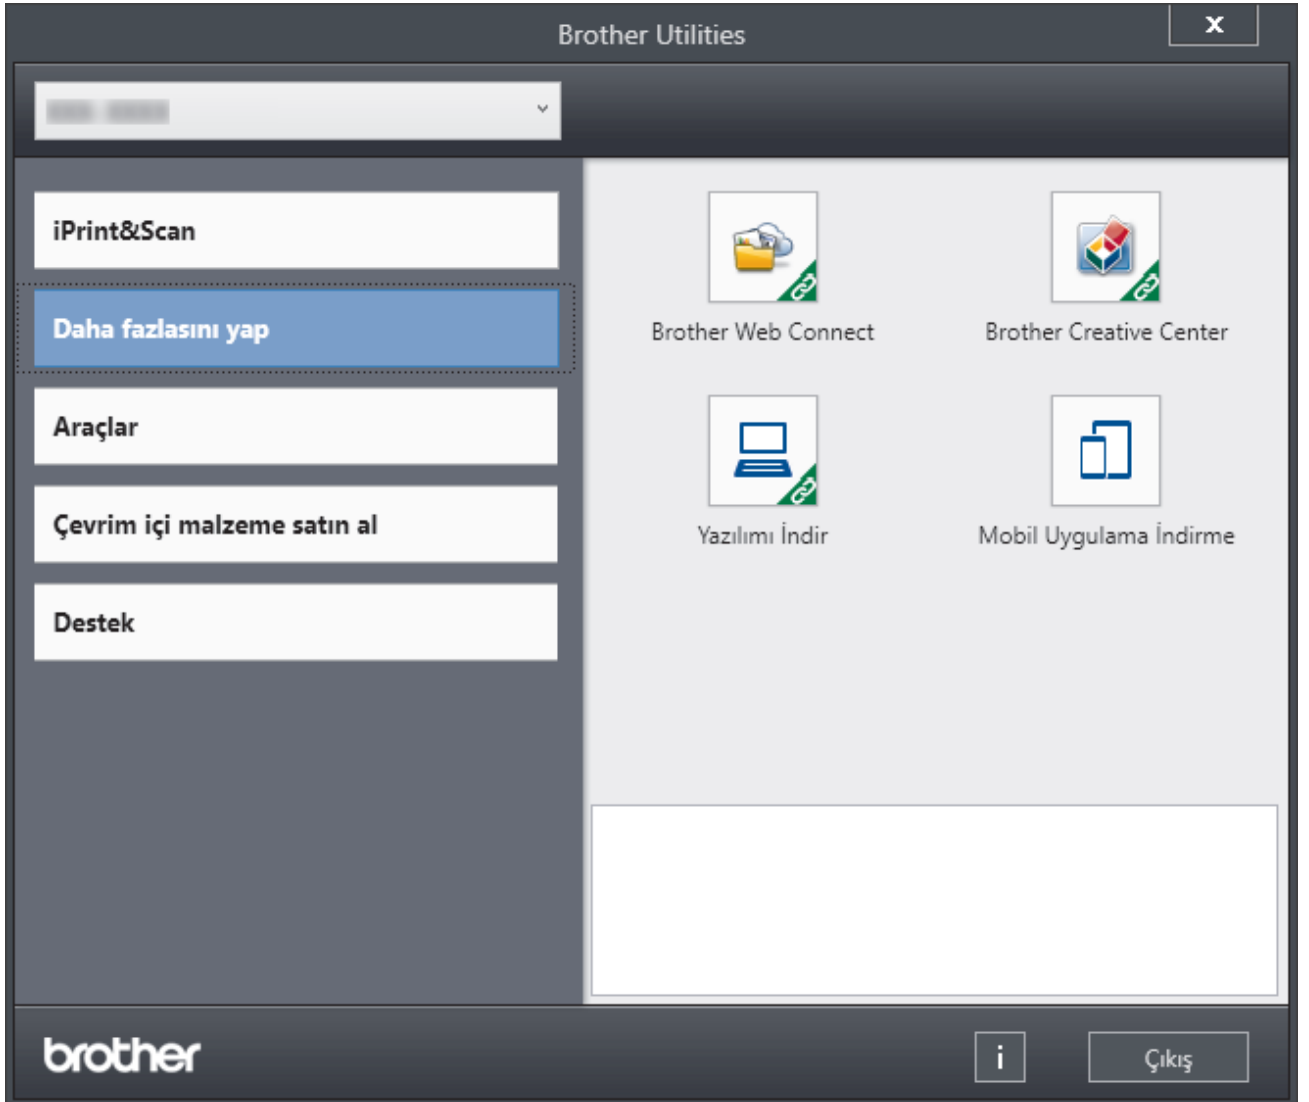 Brother Utilities
X
iPrint&Scan
Daha fazlasını yap
Araçlar
Çevrim içi malzeme satın al
Destek
Brother Web Connect
Brother Creative Center
Yazılımı İndir
Mobil Uygulama İndirme
brother
i
Çıkış